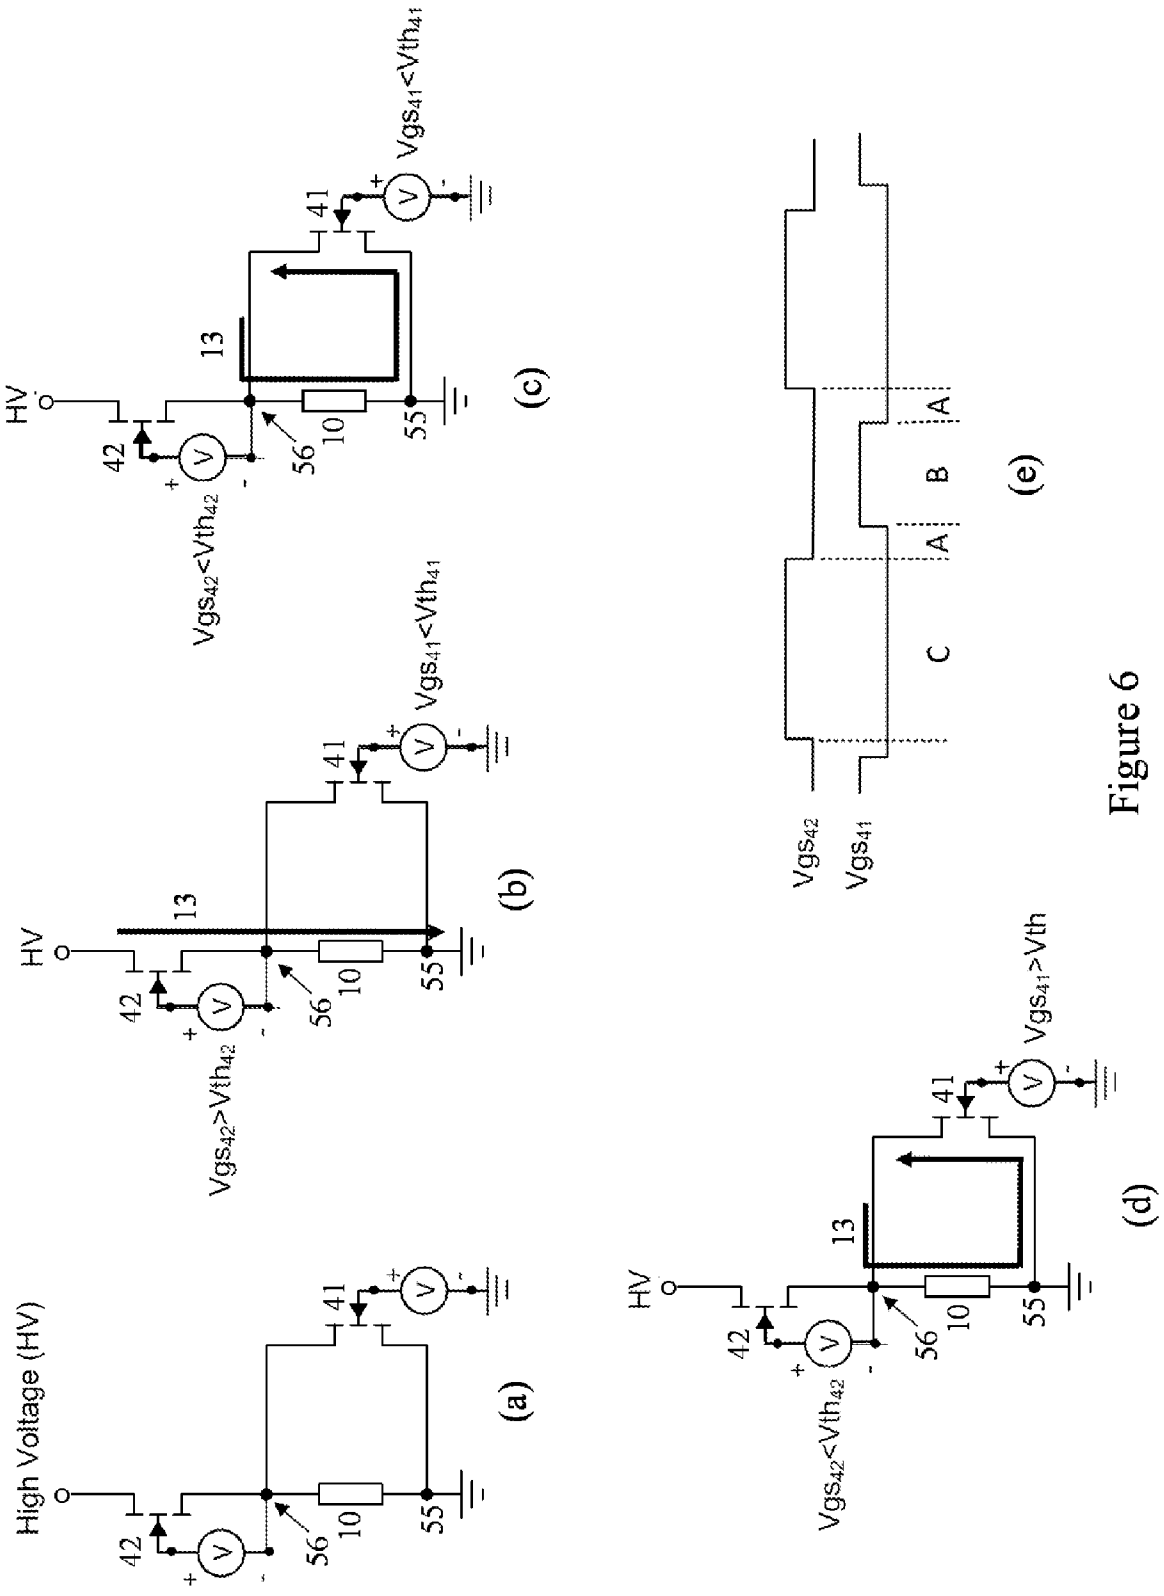 High Voltage (HV)
42
+
V
-
56
10
55
41
+
V
-
(a)
HV
42
+
V
-
Vgs42>Vth42
13
56
10
55
41
+
V
-
Vgs41<Vth41
(b)
HV
42
+
V
-
Vgs42<Vth42
13
56
10
55
41
+
V
-
Vgs41<Vth41
(c)
HV
42
+
V
-
Vgs42<Vth42
13
56
10
55
41
+
V
-
Vgs41>Vth
(d)
Vgs42
Vgs41
C A B A
(e)
Figure 6